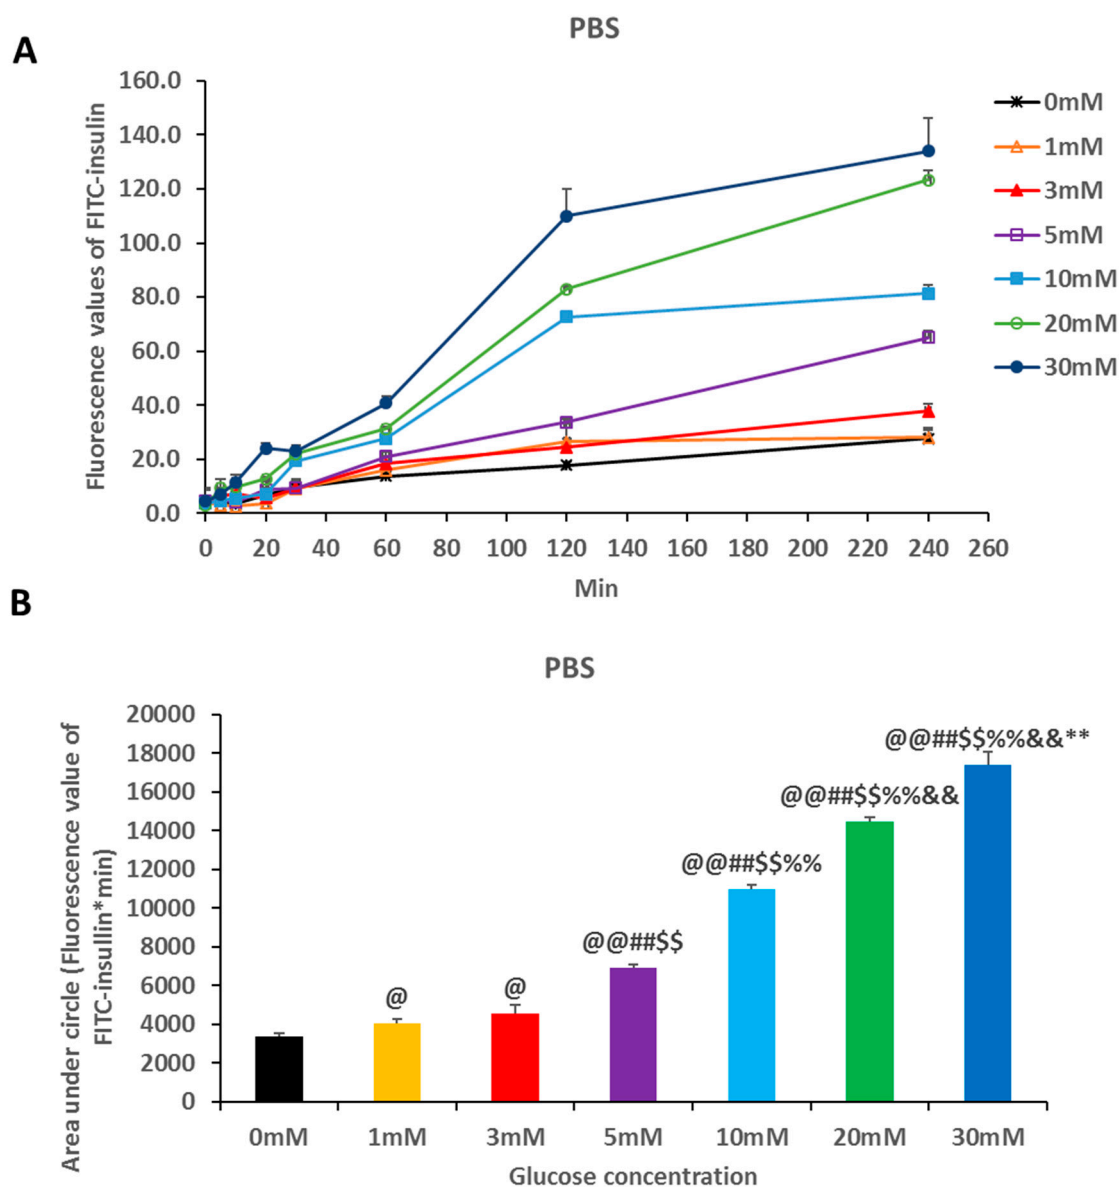 PBS
A
Fluorescence values of FITC-insulin
160.0
140.0
120.0
100.0
80.0
60.0
40.0
20.0
0.0
0 20 40 60 80 100 120 140 160 180 200 220 240 260
Min
0mM
1mM
3mM
5mM
10mM
20mM
30mM
B
PBS
Area under circle (Fluorescence value of
FITC-insullin*min)
20000
18000
16000
14000
12000
10000
8000
6000
4000
2000
0
@
@
@@##$$
@@##$$%%
@@##$$%%&&
@@##$$%%&&**
0mM 1mM 3mM 5mM 10mM 20mM 30mM
Glucose concentration